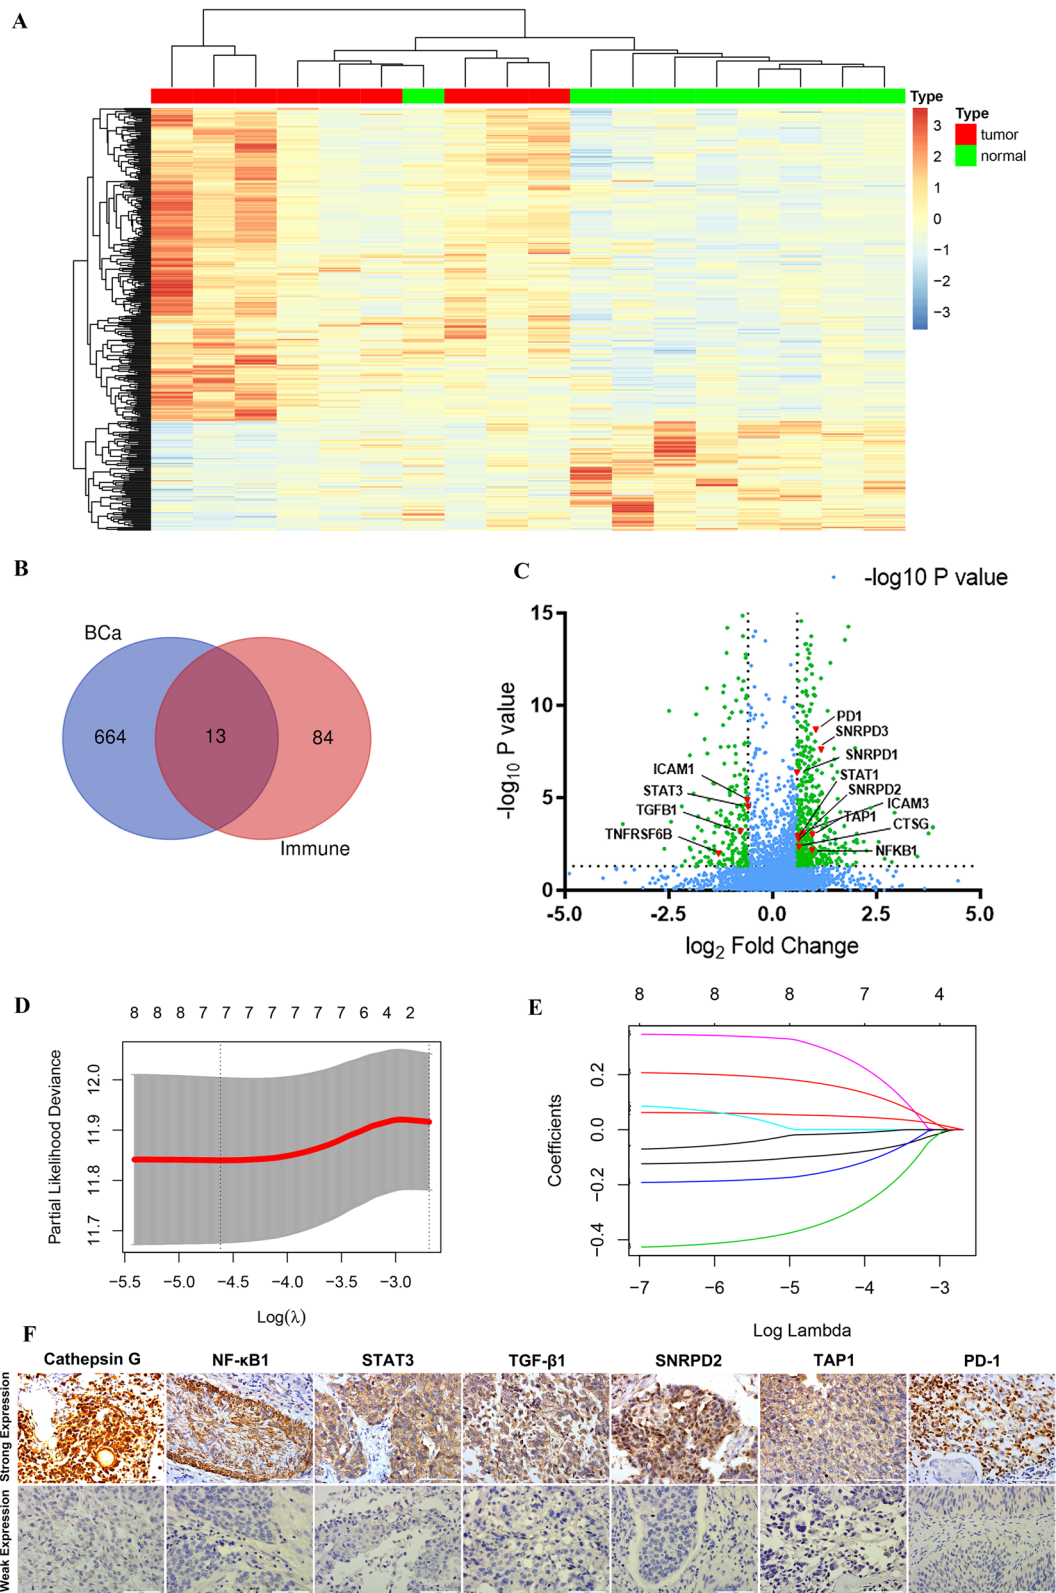 A
Type
3
2
1
0
−1
−2
−3
Type
tumor
normal
B
BCa
664
13
84
Immune
C
-log10 P value
15
10
5
0
-log10 P value
PD1
SNRPD3
SNRPD1
STAT1
SNRPD2
ICAM3
TAP1
CTSG
NFKB1
ICAM1
STAT3
TGFB1
TNFRSF6B
-5.0 -2.5 0.0 2.5 5.0
log2 Fold Change
D
8 8 8 7 7 7 7 7 7 7 6 4 2
Partial Likelihood Deviance
12.0
11.9
11.8
11.7
−5.5 −5.0 −4.5 −4.0 −3.5 −3.0
Log(λ)
E
8 8 8 7 4
Coefficients
0.2
0.0
−0.2
−0.4
−7 −6 −5 −4 −3
Log Lambda
F
Cathepsin G NF-κB1 STAT3 TGF-β1 SNRPD2 TAP1 PD-1
Strong Expression
Weak Expression